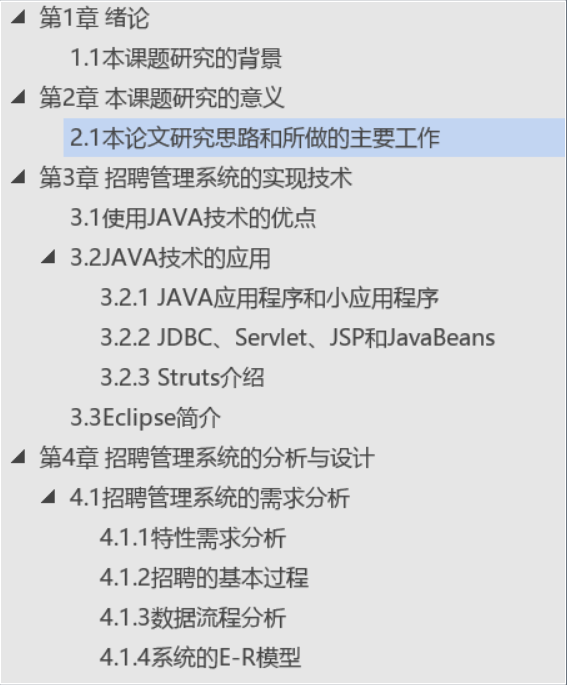 第1章 绪论
1.1本课题研究的背景
第2章 本课题研究的意义
2.1本论文研究思路和所做的主要工作
第3章 招聘管理系统的实现技术
3.1使用JAVA技术的优点
3.2JAVA技术的应用
3.2.1 JAVA应用程序和小应用程序
3.2.2 JDBC、Servlet、JSP和JavaBeans
3.2.3 Struts介绍
3.3Eclipse简介
第4章 招聘管理系统的分析与设计
4.1招聘管理系统的需求分析
4.1.1特性需求分析
4.1.2招聘的基本过程
4.1.3数据流程分析
4.1.4系统的E-R模型